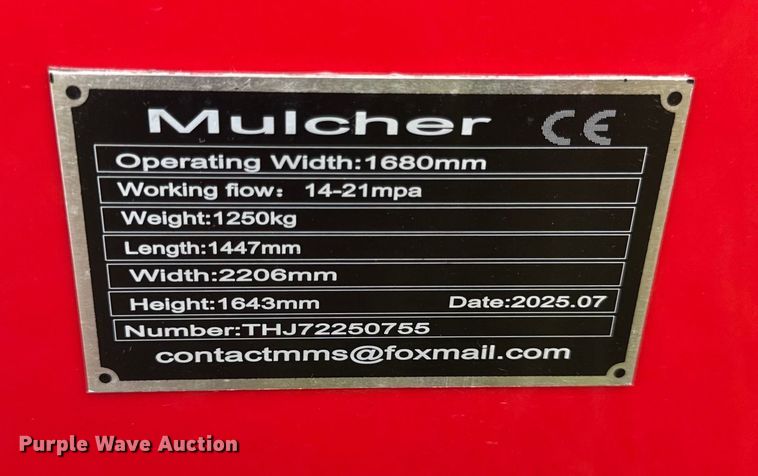 Mulcher CE
Operating Width:1680mm
Working flow: 14-21mpa
Weight:1250kg
Length:1447mm
Width:2206mm
Height:1643mm Date:2025.07
Number:THJ72250755
contactmms@foxmail.com
Purple Wave Auction